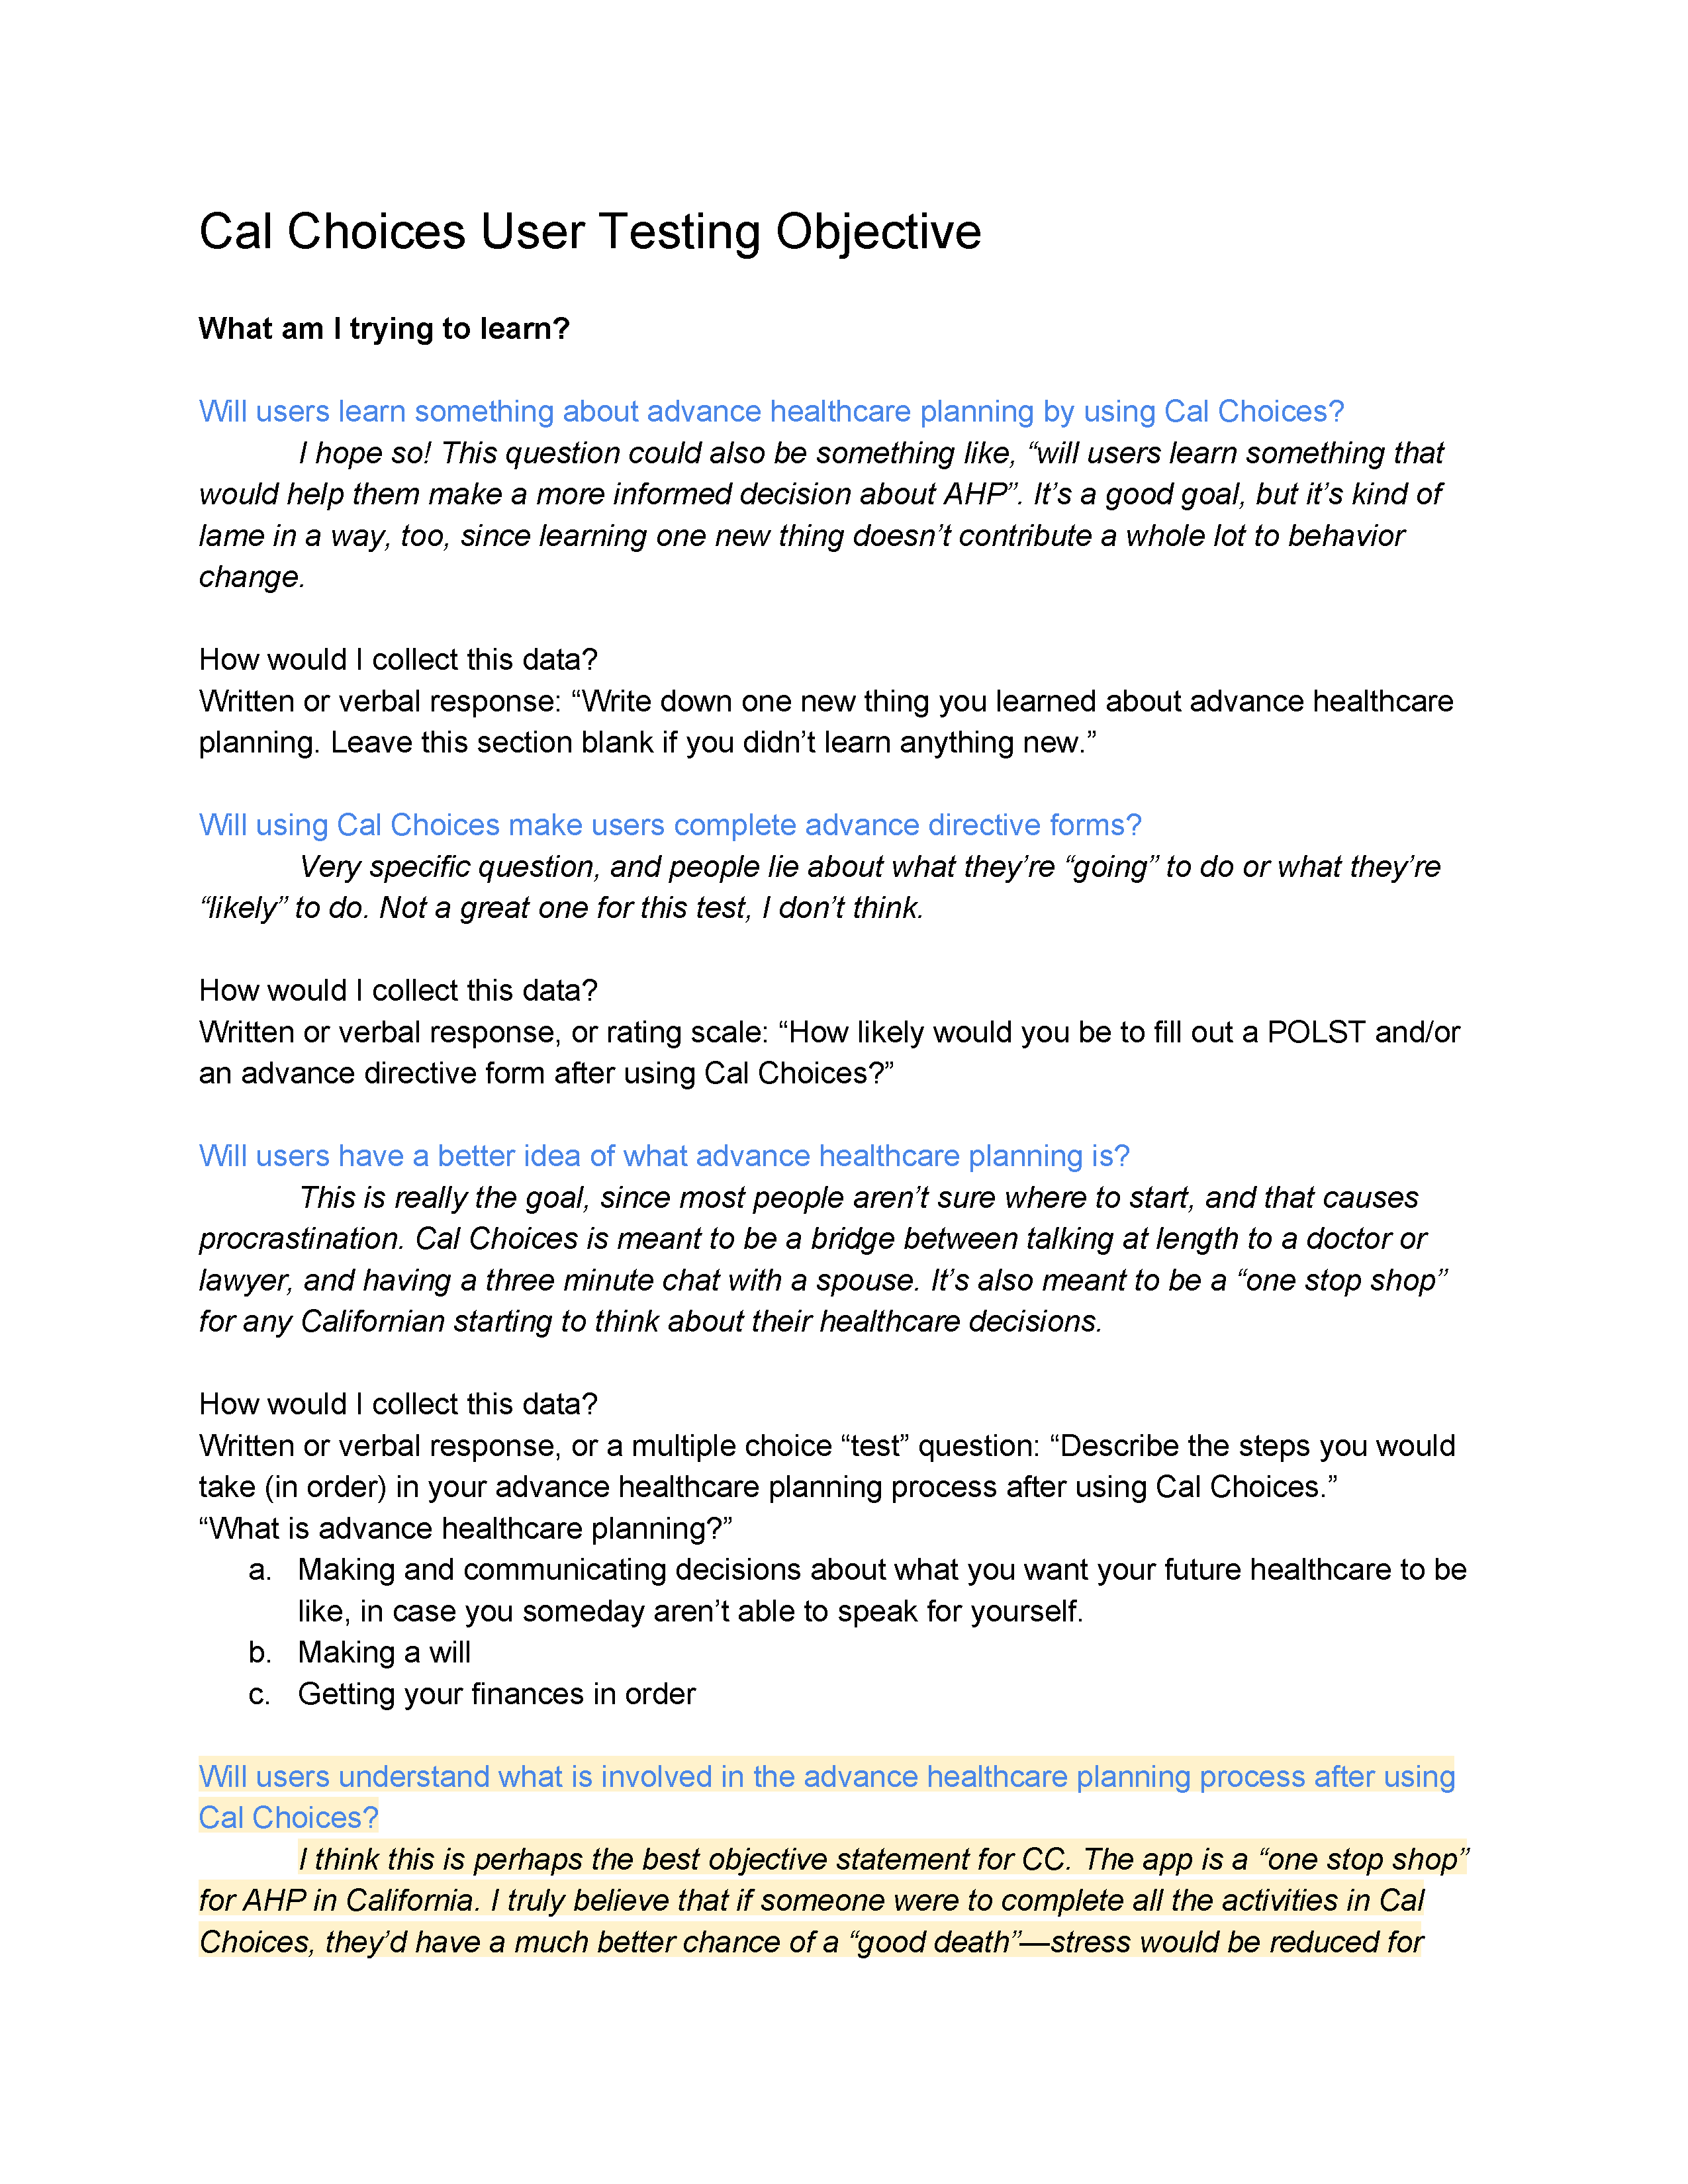 Cal Choices User Testing Objective
What am I trying to learn?
Will users learn something about advance healthcare planning by using Cal Choices?
I hope so! This question could also be something like, “will users learn something that
would help them make a more informed decision about AHP”. It’s a good goal, but it’s kind of
lame in a way, too, since learning one new thing doesn’t contribute a whole lot to behavior
change.
How would I collect this data?
Written or verbal response: “Write down one new thing you learned about advance healthcare
planning. Leave this section blank if you didn’t learn anything new.”
Will using Cal Choices make users complete advance directive forms?
Very specific question, and people lie about what they’re “going” to do or what they’re
“likely” to do. Not a great one for this test, I don’t think.
How would I collect this data?
Written or verbal response, or rating scale: “How likely would you be to fill out a POLST and/or
an advance directive form after using Cal Choices?”
Will users have a better idea of what advance healthcare planning is?
This is really the goal, since most people aren’t sure where to start, and that causes
procrastination. Cal Choices is meant to be a bridge between talking at length to a doctor or
lawyer, and having a three minute chat with a spouse. It’s also meant to be a “one stop shop”
for any Californian starting to think about their healthcare decisions.
How would I collect this data?
Written or verbal response, or a multiple choice “test” question: “Describe the steps you would
take (in order) in your advance healthcare planning process after using Cal Choices.”
“What is advance healthcare planning?”
a. Making and communicating decisions about what you want your future healthcare to be
like, in case you someday aren’t able to speak for yourself.
b. Making a will
c. Getting your finances in order
Will users understand what is involved in the advance healthcare planning process after using
Cal Choices?
I think this is perhaps the best objective statement for CC. The app is a “one stop shop”
for AHP in California. I truly believe that if someone were to complete all the activities in Cal
Choices, they’d have a much better chance of a “good death”—stress would be reduced for